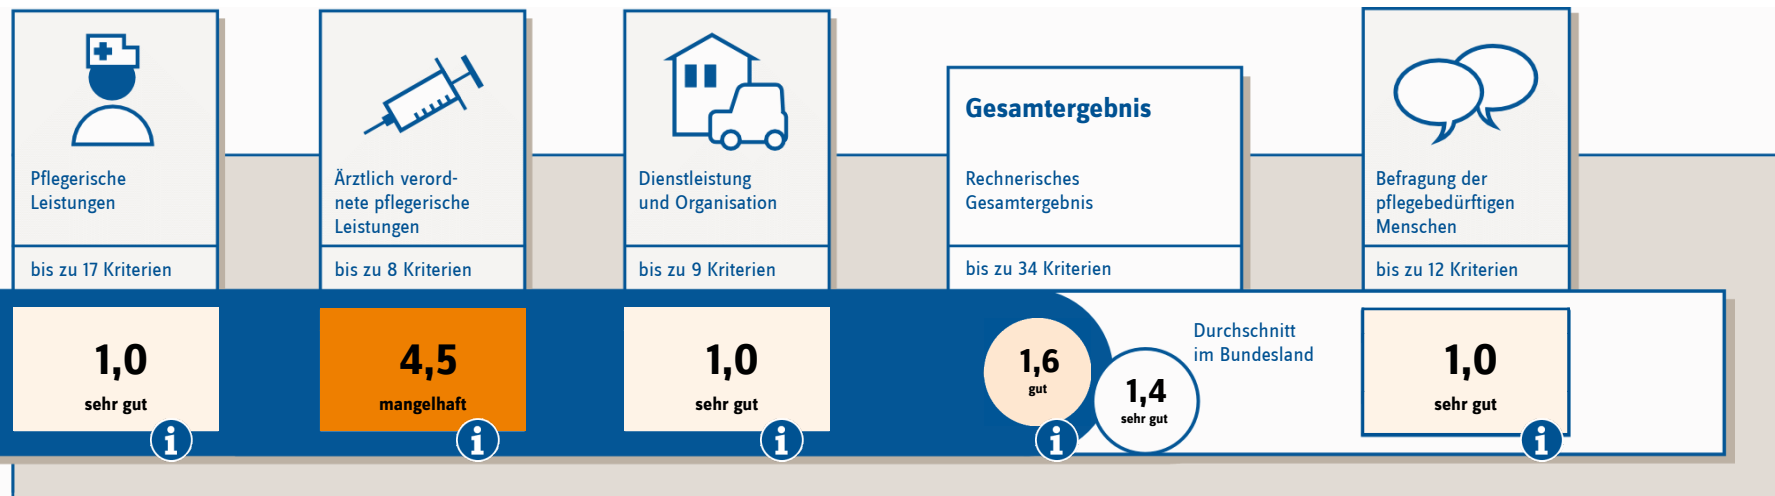 Pflegerische
Leistungen
bis zu 17 Kriterien
1,0
sehr gut
i
Ärztlich verord-
nete pflegerische
Leistungen
bis zu 8 Kriterien
4,5
mangelhaft
i
Dienstleistung
und Organisation
bis zu 9 Kriterien
1,0
sehr gut
i
Gesamtergebnis
Rechnerisches
Gesamtergebnis
bis zu 34 Kriterien
1,6
gut
i
1,4
sehr gut
Durchschnitt
im Bundesland
Befragung der
pflegebedürftigen
Menschen
bis zu 12 Kriterien
1,0
sehr gut
i